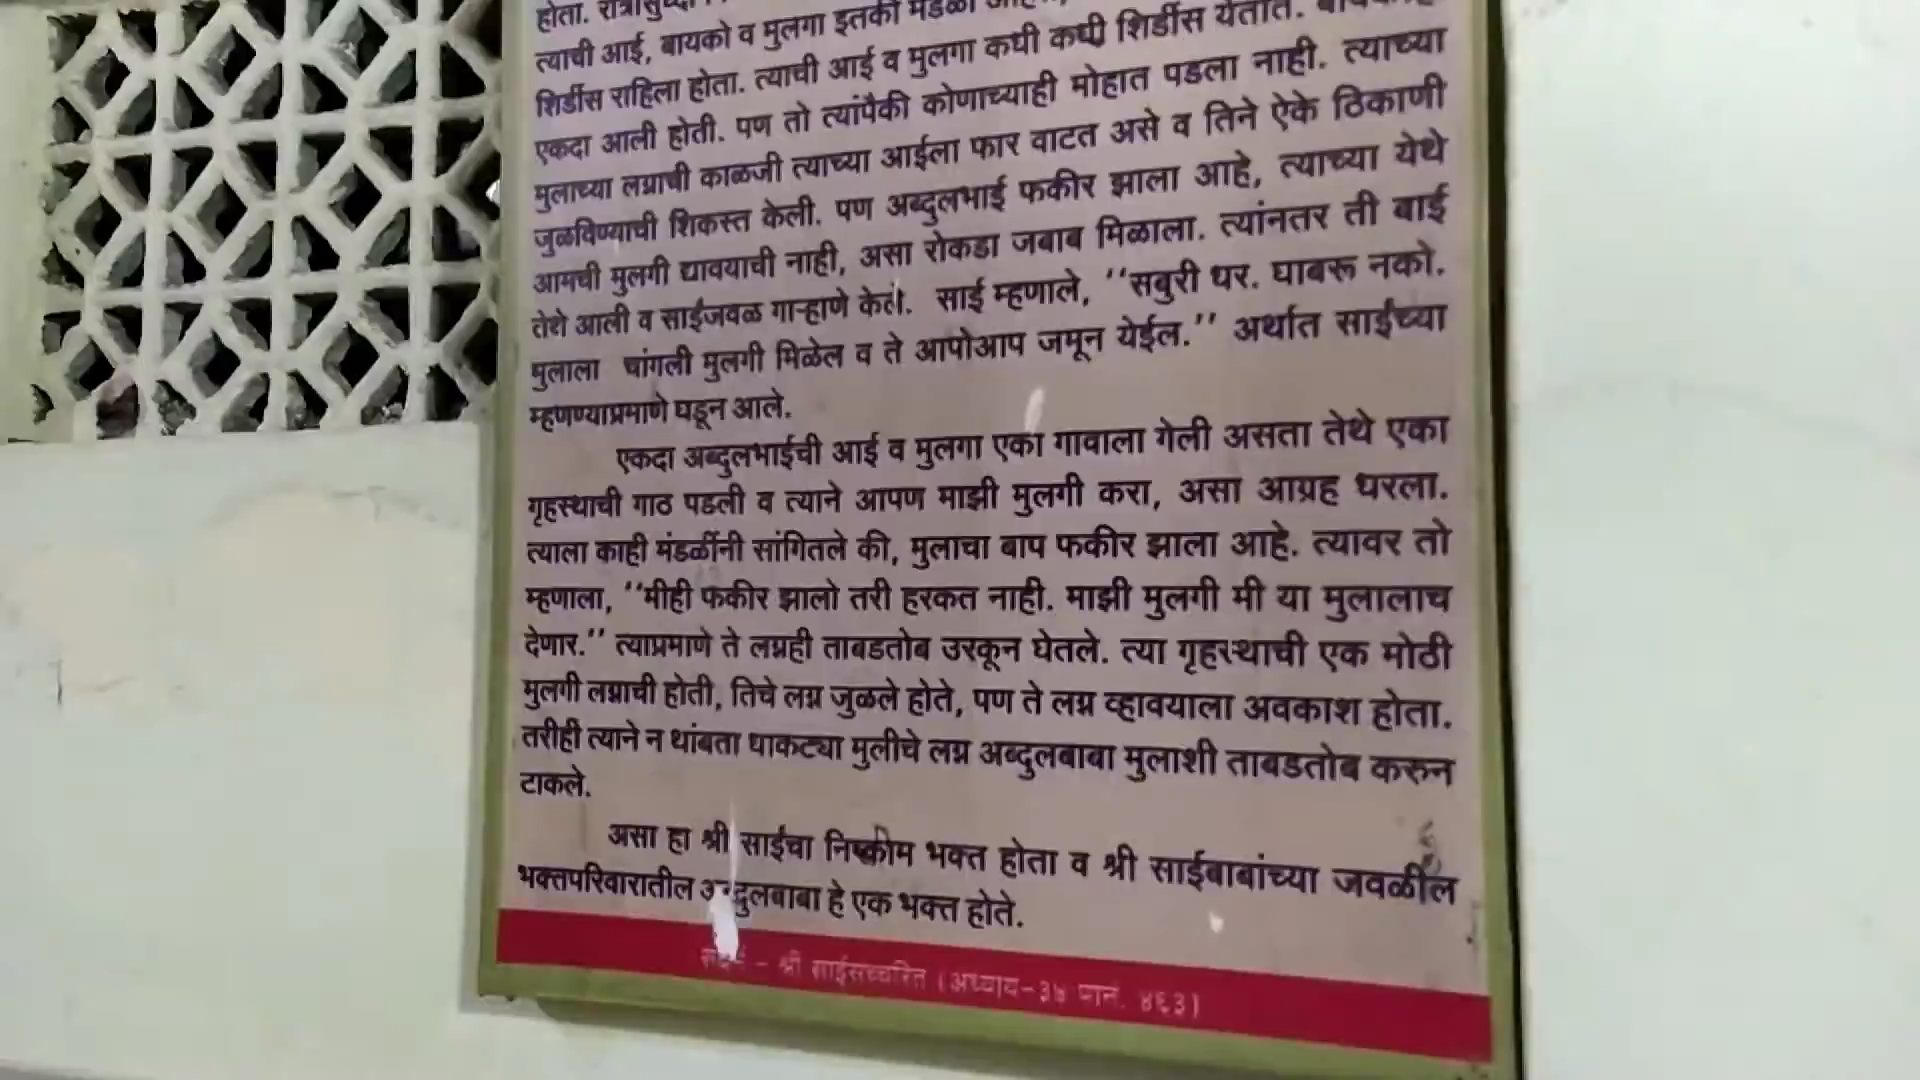 होता. रात्रीसुध्दा
त्याची आई, बायको व मुलगा इतकी मंडळी
शिर्डीस राहिला होता. त्याची आई व मुलगा कधी कधी शिर्डीस येतात.
एकदा आली होती. पण तो त्यांपैकी कोणाच्याही मोहात पडला नाही. त्याच्या
मुलाच्या लग्नाची काळजी त्याच्या आईला फार वाटत असे व तिने ऐके ठिकाणी
जुळविण्याची शिकस्त केली. पण अब्दुलभाई फकीर झाला आहे, त्याच्या येथे
आमची मुलगी द्यावयाची नाही, असा रोकडा जबाब मिळाला. त्यांनतर ती बाई
तेथे आली व साईंजवळ गाऱ्हाणे केले. साई म्हणाले, ‘‘सबुरी धर. घाबरू नको.
मुलाला चांगली मुलगी मिळेल व ते आपोआप जमून येईल.’’ अर्थात साईंच्या
म्हणण्याप्रमाणे घडून आले.
एकदा अब्दुलभाईची आई व मुलगा एका गावाला गेली असता तेथे एका
गृहस्थाची गाठ पडली व त्याने आपण माझी मुलगी करा, असा आग्रह धरला.
त्याला काही मंडळींनी सांगितले की, मुलाचा बाप फकीर झाला आहे. त्यावर तो
म्हणाला, ‘‘मीही फकीर झालो तरी हरकत नाही. माझी मुलगी मी या मुलालाच
देणार.’’ त्याप्रमाणे ते लग्नही ताबडतोब उरकून घेतले. त्या गृहस्थाची एक मोठी
मुलगी लग्नाची होती, तिचे लग्न जुळले होते, पण ते लग्न व्हावयाला अवकाश होता.
तरीही त्याने न थांबता धाकट्या मुलीचे लग्न अब्दुलबाबा मुलाशी ताबडतोब करुन
टाकले.
असा हा श्री साईंचा निष्काम भक्त होता व श्री साईबाबांच्या जवळील
भक्तपरिवारातील अब्दुलबाबा हे एक भक्त होते.
संदर्भ - श्री साईसच्चरित (अध्याय-३४ पान. ४६३)